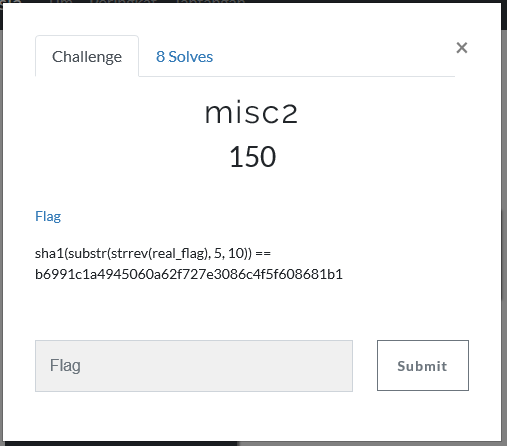 Challenge
8 Solves
×
misc2
150
Flag
sha1(substr(strrev(real_flag), 5, 10)) ==
b6991c1a4945060a62f727e3086c4f5f608681b1
Flag
Submit